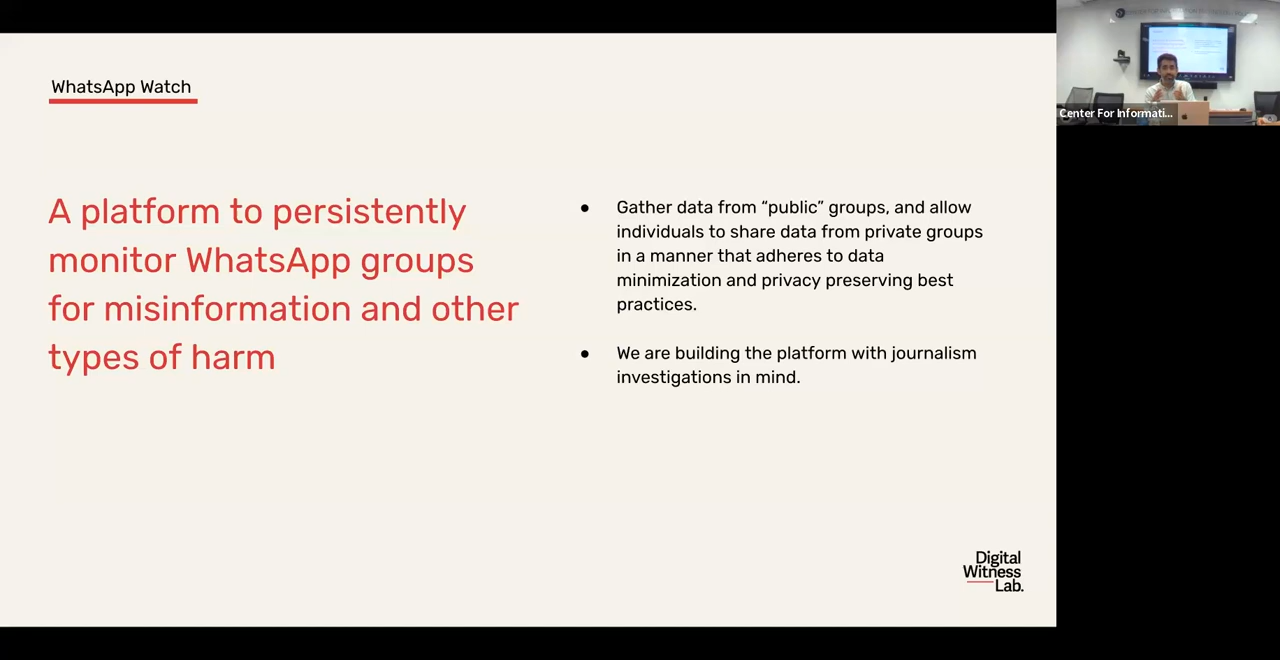 WhatsApp Watch
A platform to persistently
monitor WhatsApp groups
for misinformation and other
types of harm
● Gather data from “public” groups, and allow
individuals to share data from private groups
in a manner that adheres to data
minimization and privacy preserving best
practices.
● We are building the platform with journalism
investigations in mind.
Digital
Witness
Lab.
Center For Informati...